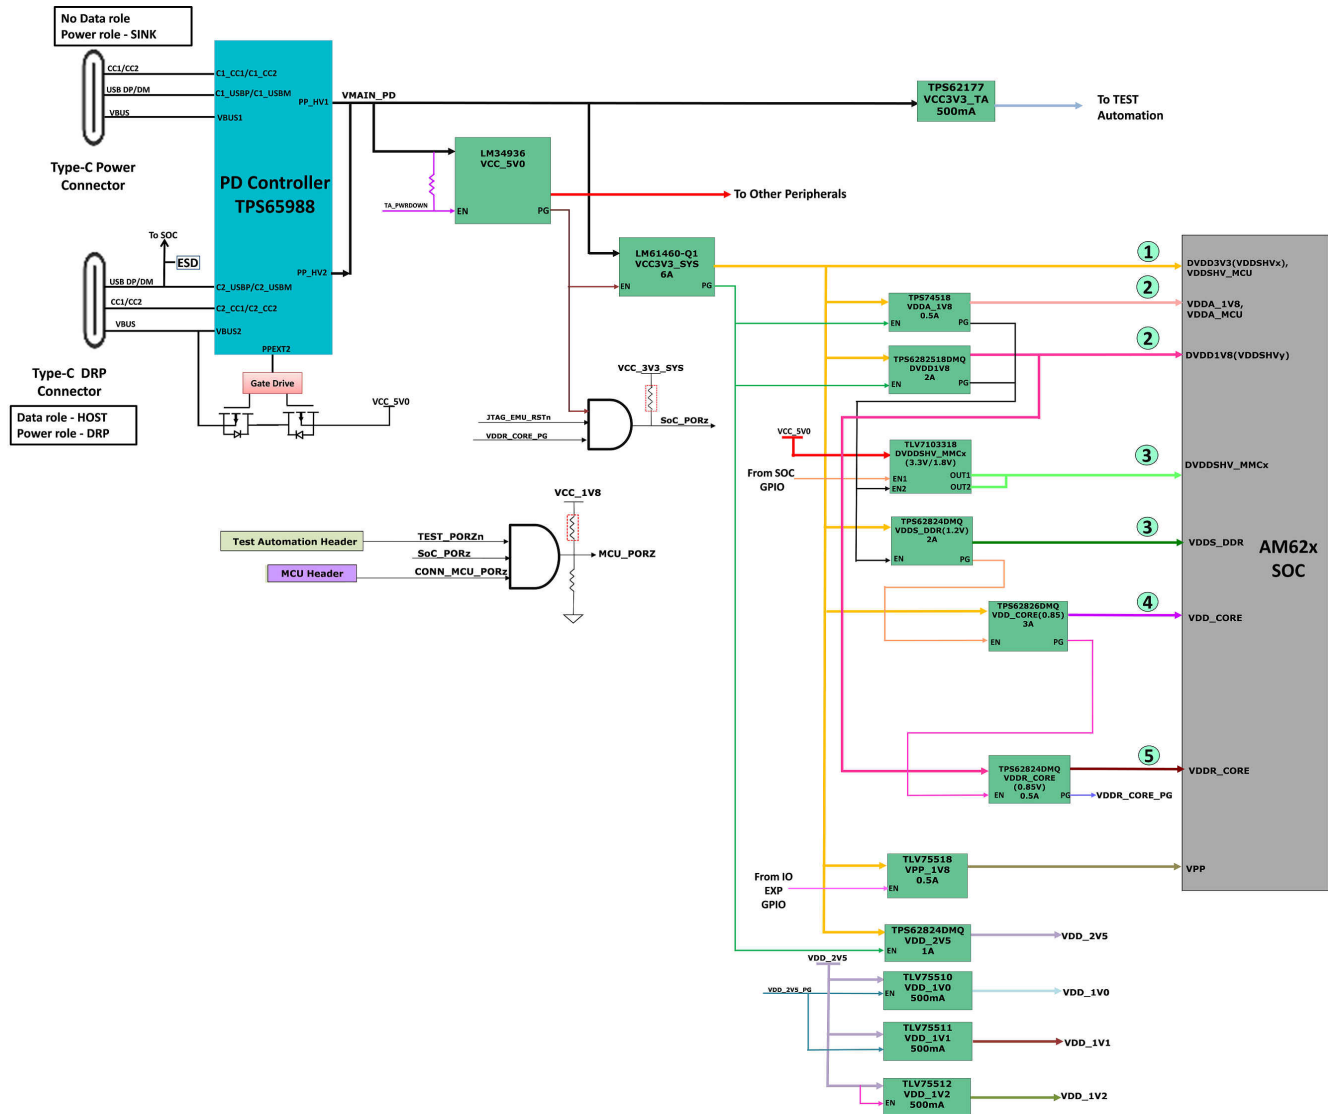 No Data role
Power role - SINK
CC1/CC2
USB DP/DM
VBUS
Type-C Power
Connector
C1_CC1/C1_CC2
C1_USBP/C1_USBM
VBUS1
PP_HV1
PD Controller
TPS65988
PP_HV2
C2_USBP/C2_USBM
C2_CC1/C2_CC2
VBUS2
PPEXT2
To SOC
ESD
USB DP/DM
CC1/CC2
VBUS
Type-C DRP
Connector
Data role - HOST
Power role - DRP
Gate Drive
VCC_5V0
VMAIN_PD
TPS62177
VCC3V3_TA
500mA
To TEST
Automation
LM34936
VCC_5V0
EN
PG
TA_PWRDOWN
To Other Peripherals
LM61460-Q1
VCC3V3_SYS
6A
PG
EN
VCC_3V3_SYS
JTAG_EMU_RSTn
VDDR_CORE_PG
SoC_PORz
VCC_1V8
Test Automation Header
TEST_PORZn
SoC_PORz
MCU Header
CONN_MCU_PORz
MCU_PORZ
1
DVDD3V3(VDDSHVx),
VDDSHV_MCU
TPS74518
VDDA_1V8
0.5A
EN
PG
2
VDDA_1V8,
VDDA_MCU
TPS6282518DMQ
DVDD1V8
2A
EN
PG
2
DVDD1V8(VDDSHVy)
VCC_5V0
TLV7103318
DVDDSHV_MMCx
(3.3V/1.8V)
OUT1
EN1
OUT2
EN2
From SOC
GPIO
3
DVDDSHV_MMCx
TPS62824DMQ
VDDS_DDR(1.2V)
2A
EN
PG
3
VDDS_DDR
AM62x
SOC
TPS62826DMQ
VDD_CORE(0.85)
3A
EN
PG
4
VDD_CORE
TPS62824DMQ
VDDR_CORE
(0.85V)
0.5A
EN
PG
5
VDDR_CORE
VDDR_CORE_PG
TLV75518
VPP_1V8
0.5A
EN
From IO
EXP
GPIO
VPP
TPS62824DMQ
VDD_2V5
1A
EN
VDD_2V5
VDD_2V5
TLV75510
VDD_1V0
500mA
EN
VDD_2V5_PG
VDD_1V0
TLV75511
VDD_1V1
500mA
EN
VDD_1V1
TLV75512
VDD_1V2
500mA
EN
VDD_1V2